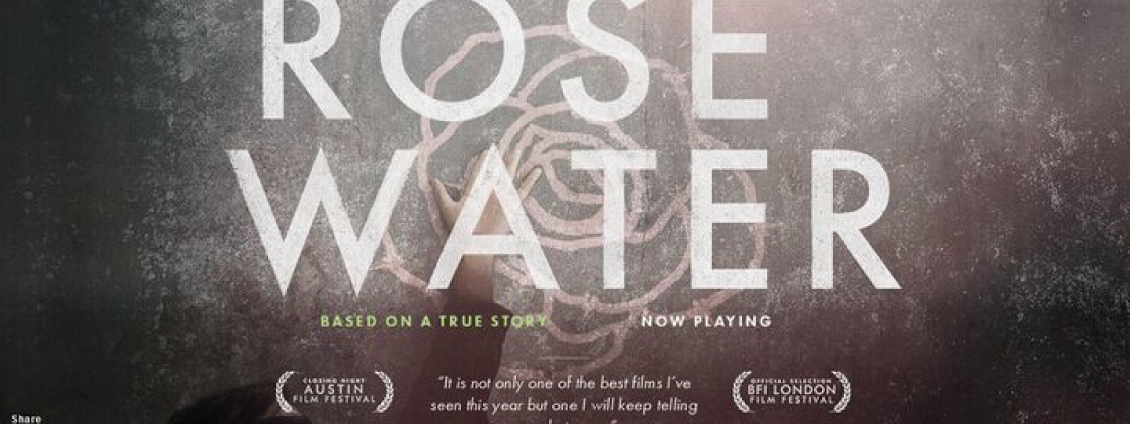 ROSE
WATER
BASED ON A TRUE STORY
NOW PLAYING
CLOSING NIGHT
AUSTIN
FILM FESTIVAL
"It is not only one of the best films I've
seen this year but one I will keep telling
OFFICIAL SELECTION
BFI LONDON
FILM FESTIVAL
Share